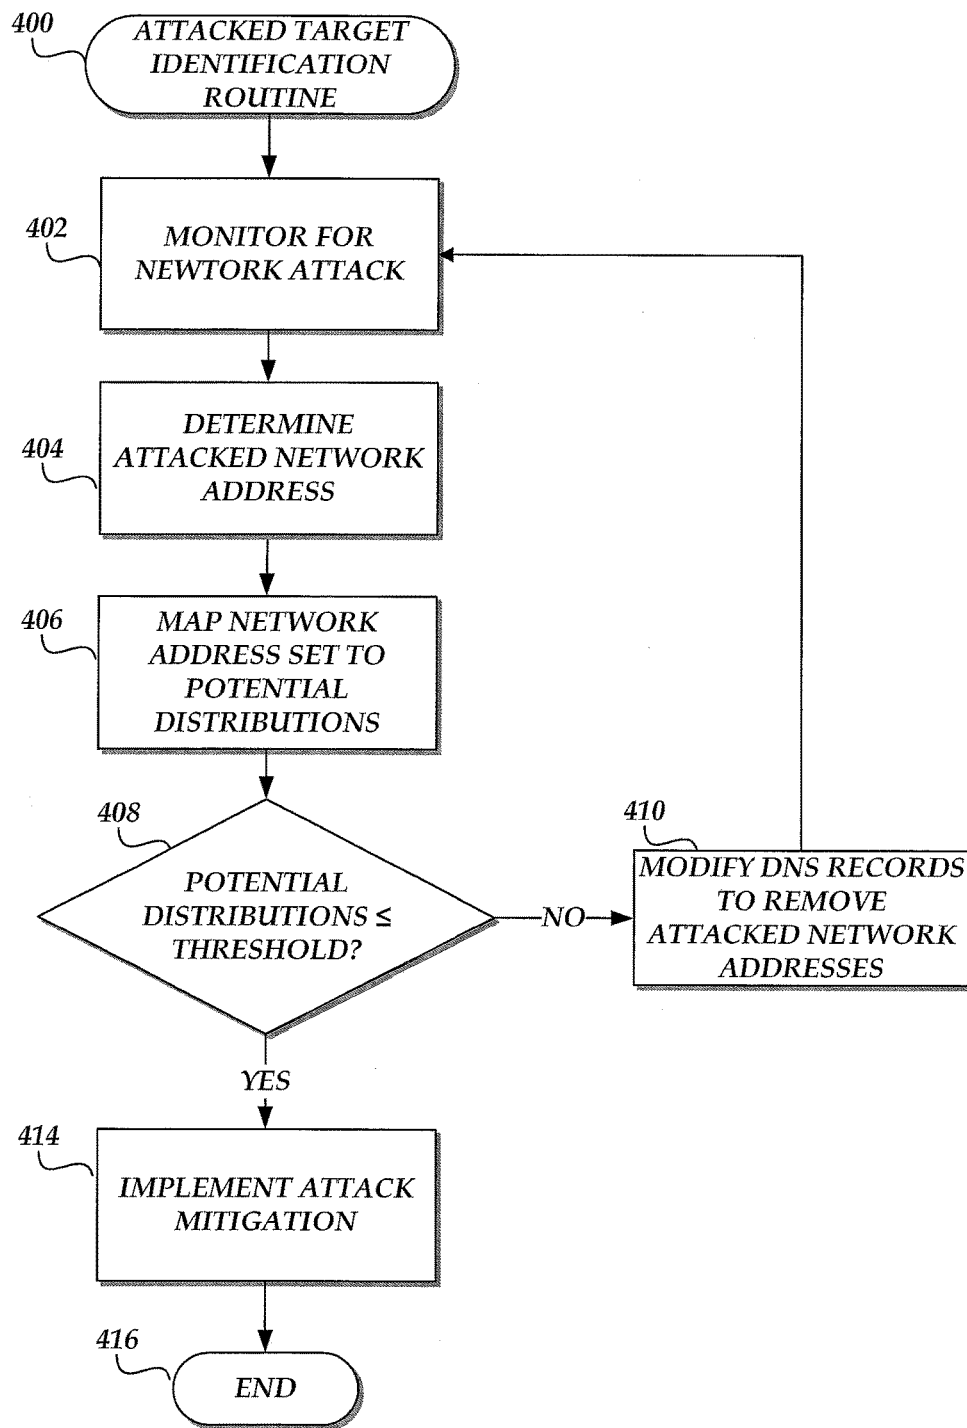 400
ATTACKED TARGET
IDENTIFICATION
ROUTINE
402
MONITOR FOR
NEWTORK ATTACK
404
DETERMINE
ATTACKED NETWORK
ADDRESS
406
MAP NETWORK
ADDRESS SET TO
POTENTIAL
DISTRIBUTIONS
408
POTENTIAL
DISTRIBUTIONS ≤
THRESHOLD?
NO
410
MODIFY DNS RECORDS
TO REMOVE
ATTACKED NETWORK
ADDRESSES
YES
414
IMPLEMENT ATTACK
MITIGATION
416
END